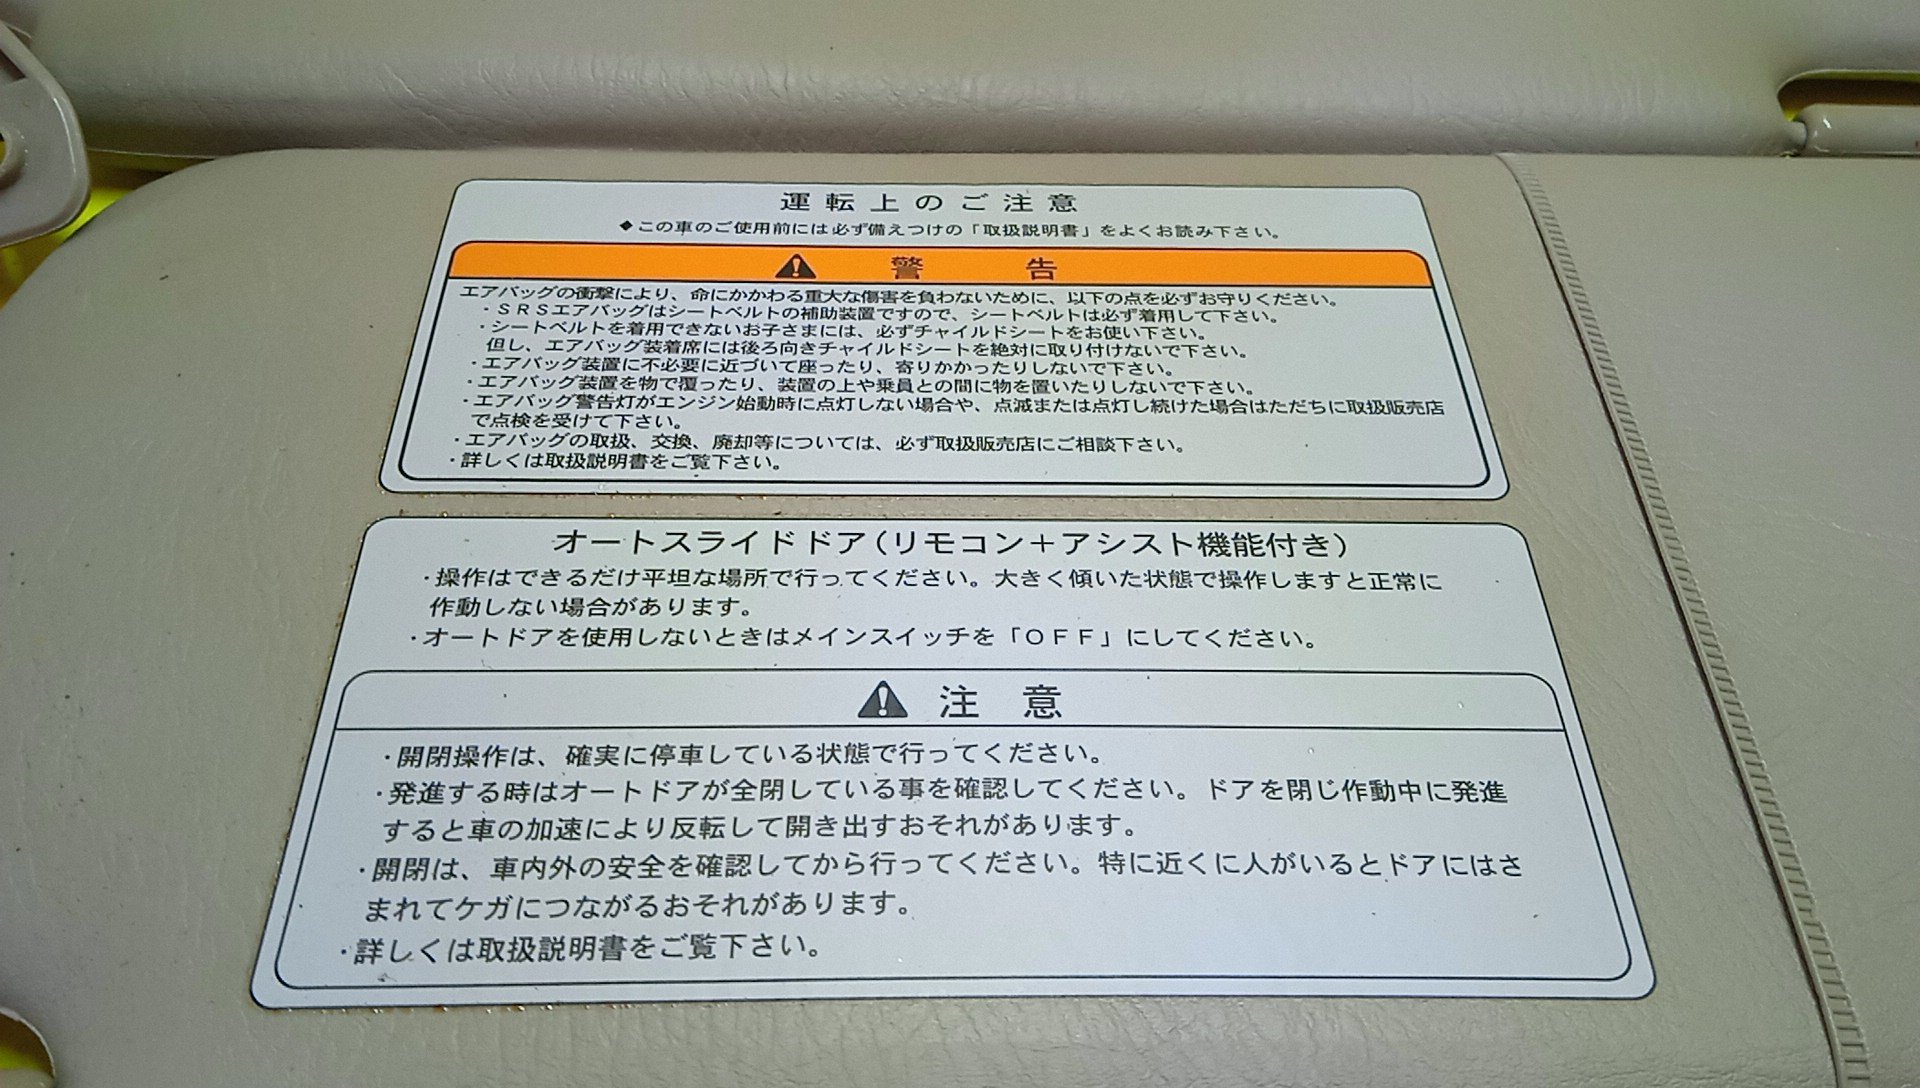 運転上のご注意
◆この車のご使用前には必ず備えつけの「取扱説明書」をよくお読み下さい。
警告
エアバッグの衝撃により、命にかかわる重大な傷害を負わないために、以下の点を必ずお守りください。
・SRSエアバッグはシートベルトの補助装置ですので、シートベルトは必ず着用して下さい。
・シートベルトを着用できないお子さまには、必ずチャイルドシートをお使い下さい。
但し、エアバッグ装着席には後ろ向きチャイルドシートを絶対に取り付けないで下さい。
・エアバッグ装置に不必要に近づいて座ったり、寄りかかったりしないで下さい。
・エアバッグ装置を物で覆ったり、装置の上や乗員との間に物を置いたりしないで下さい。
・エアバッグ警告灯がエンジン始動時に点灯しない場合や、点滅または点灯し続けた場合はただちに取扱販売店
で点検を受けて下さい。
・エアバッグの取扱、交換、廃却等については、必ず取扱販売店にご相談下さい。
・詳しくは取扱説明書をご覧下さい。
オートスライドドア(リモコン+アシスト機能付き)
・操作はできるだけ平坦な場所で行ってください。大きく傾いた状態で操作しますと正常に
作動しない場合があります。
・オートドアを使用しないときはメインスイッチを「OFF」にしてください。
注意
・開閉操作は、確実に停車している状態で行ってください。
・発進する時はオートドアが全閉している事を確認してください。ドアを閉じ作動中に発進
すると車の加速により反転して開き出すおそれがあります。
・開閉は、車内外の安全を確認してから行ってください。特に近くに人がいるとドアにはさ
まれてケガにつながるおそれがあります。
・詳しくは取扱説明書をご覧下さい。